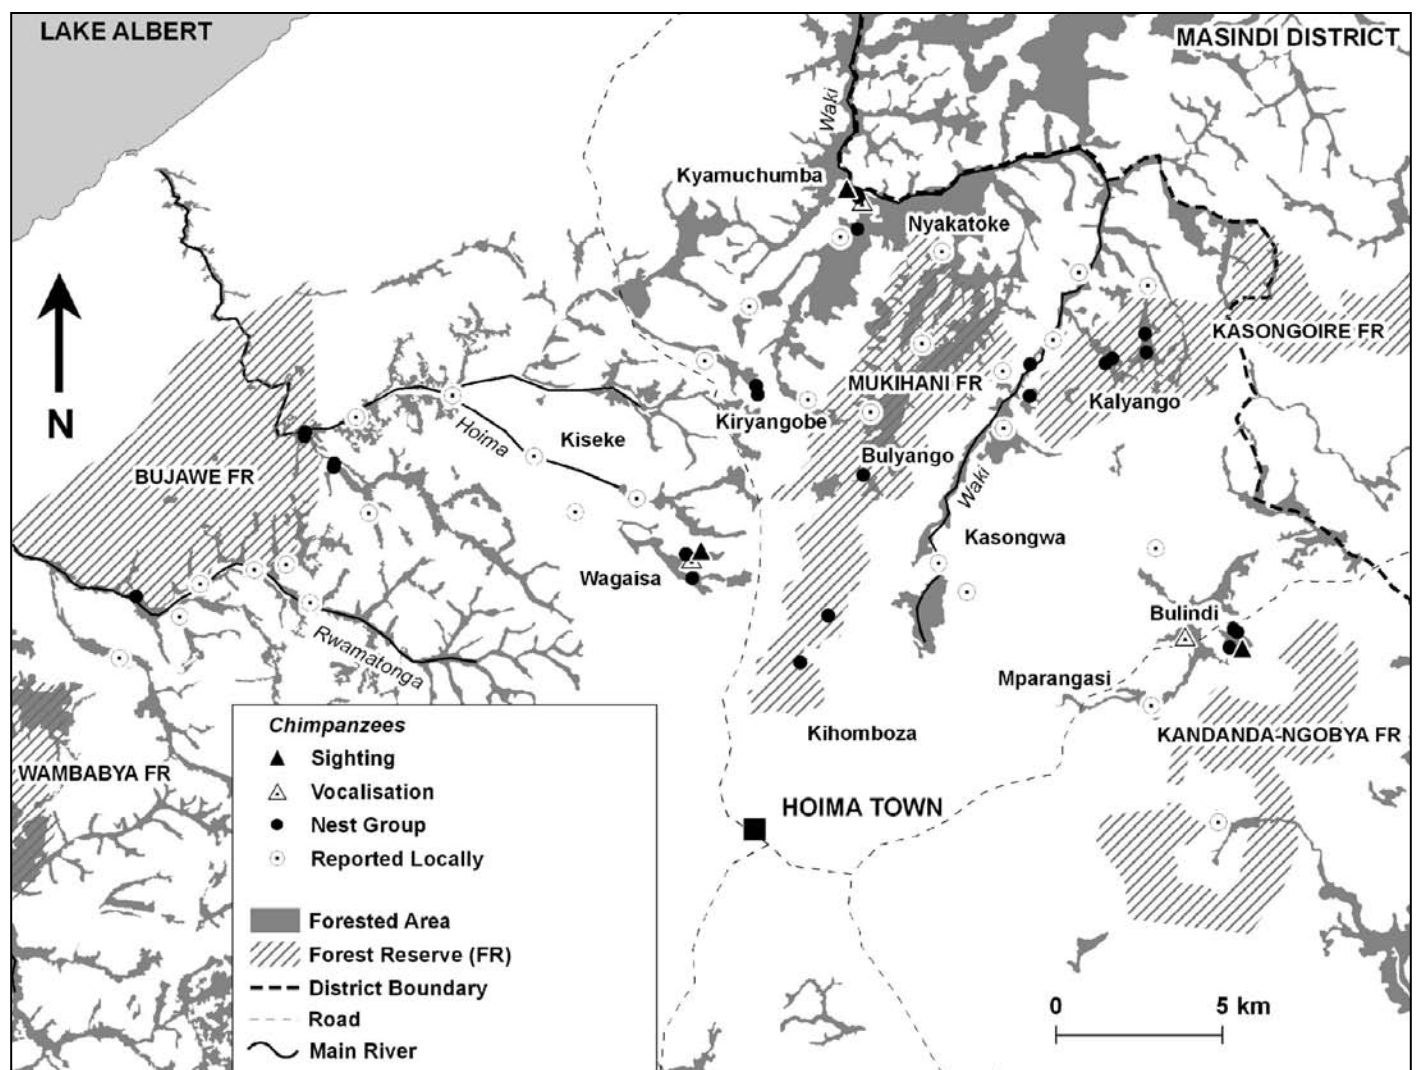 LAKE ALBERT
MASINDI DISTRICT
Waki
Kyamuchumba
Nyakatoke
KASONGOIRE FR
MUKIHANI FR
Kalyango
Kiryangobe
Hoima
Kiseke
Bulyango
BUJAWE FR
Waki
N
Kasongwa
Wagaisa
Bulindi
Rwamatonga
Mparangasi
Kihomboza
KANDANDA-NGOBYA FR
WAMBABYA FR
HOIMA TOWN
Chimpanzees
Sighting
Vocalisation
Nest Group
Reported Locally
Forested Area
Forest Reserve (FR)
District Boundary
Road
Main River
0 5 km